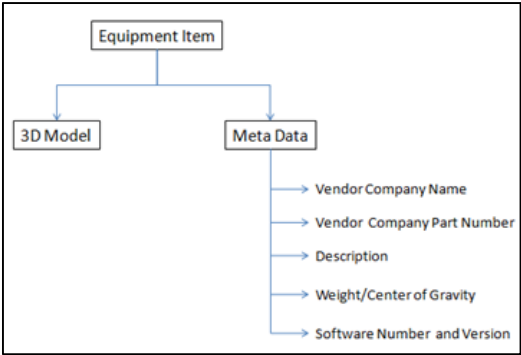 Equipment Item
3D Model
Meta Data
Vendor Company Name
Vendor Company Part Number
Description
Weight/Center of Gravity
Software Number and Version